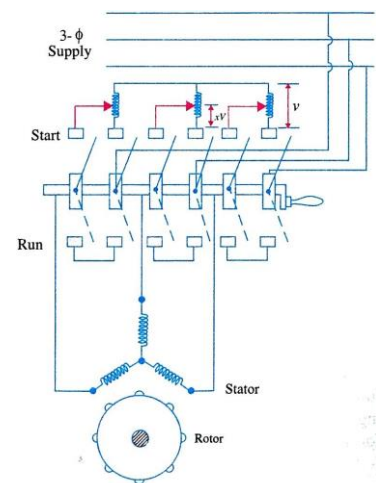 3- ϕ
Supply
v
xV
Start
Run
Stator
Rotor